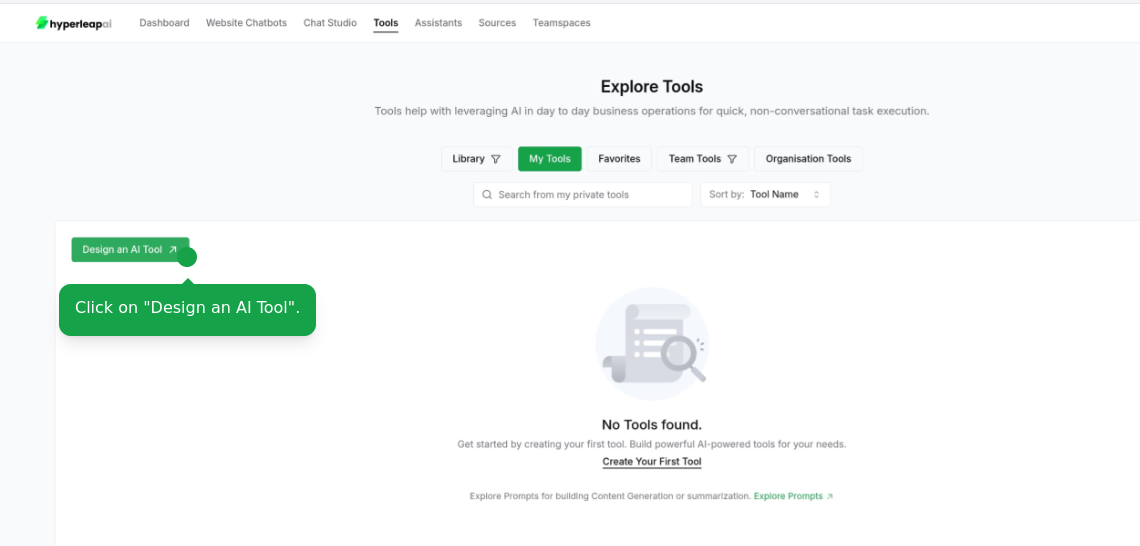 hyperleapai
Dashboard Website Chatbots Chat Studio Tools Assistants Sources Teamspaces
Explore Tools
Tools help with leveraging AI in day to day business operations for quick, non-conversational task execution.
Library My Tools Favorites Team Tools Organisation Tools
Search from my private tools Sort by: Tool Name
Design an AI Tool
Click on "Design an AI Tool".
No Tools found.
Get started by creating your first tool. Build powerful AI-powered tools for your needs.
Create Your First Tool
Explore Prompts for building Content Generation or summarization. Explore Prompts